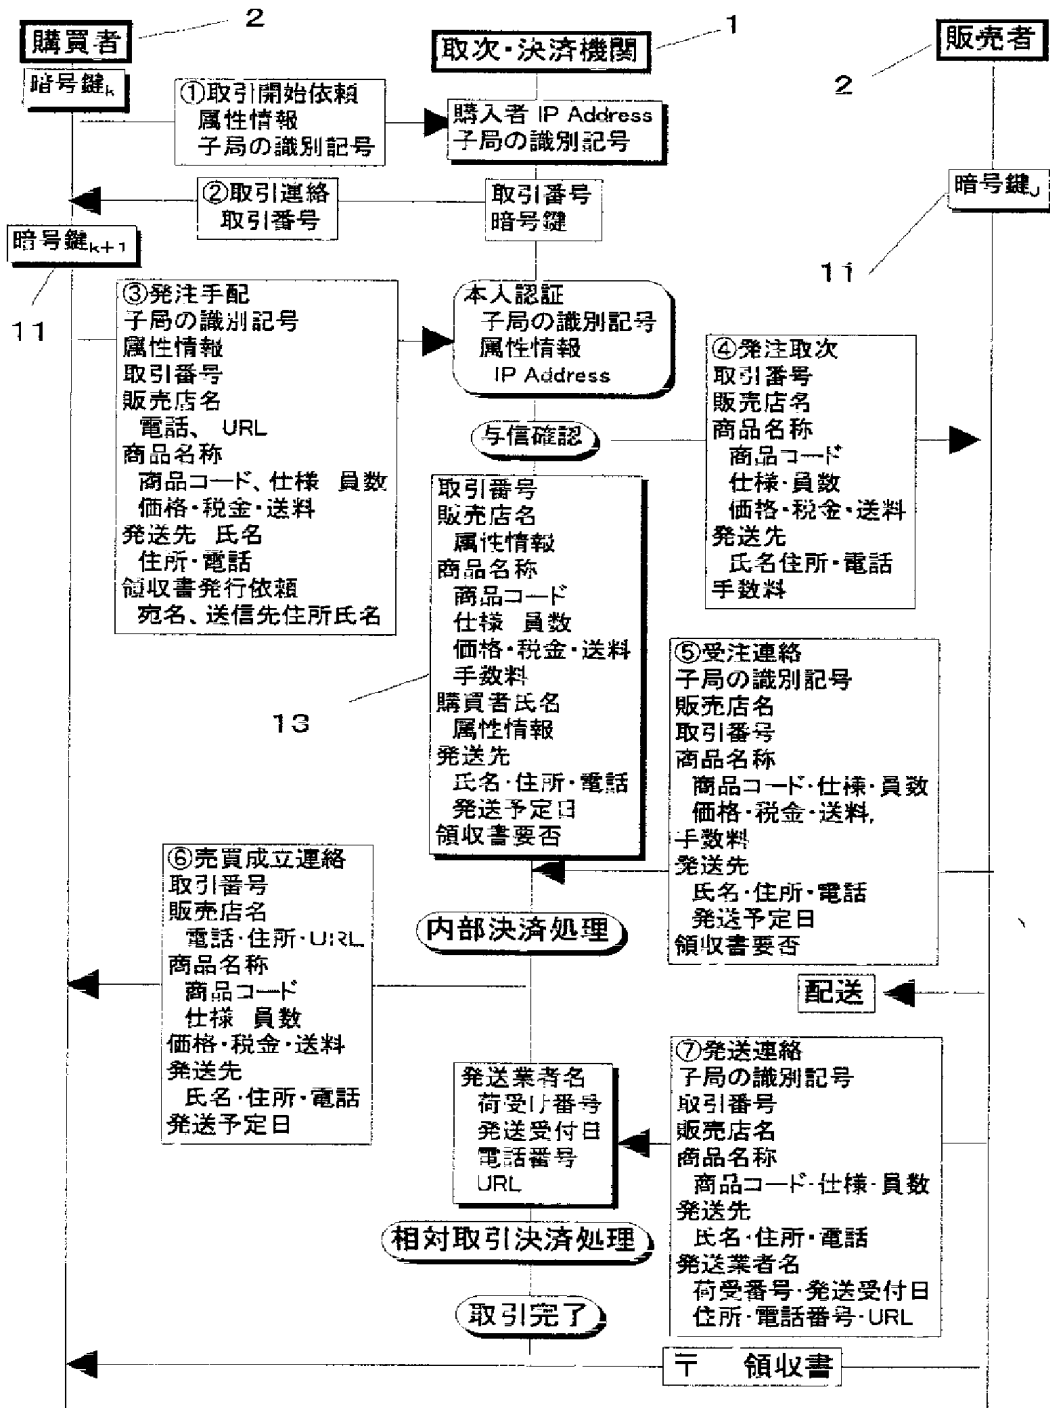 2
1
購買者
取次・決済機関
販売者
2
暗号鍵k
①取引開始依頼
属性情報
子局の識別記号
購入者 IP Address
子局の識別記号
②取引連絡
取引番号
取引番号
暗号鍵
暗号鍵J
暗号鍵k+1
11
11
③発注手配
子局の識別記号
属性情報
取引番号
販売店名
電話、 URL
商品名称
商品コード、仕様 員数
価格・税金・送料
発送先 氏名
住所・電話
領収書発行依頼
宛名、送信先住所氏名
本人認証
子局の識別記号
属性情報
IP Address
与信確認
④発注取次
取引番号
販売店名
商品名称
商品コード
仕様・員数
価格・税金・送料
発送先
氏名住所・電話
手数料
取引番号
販売店名
属性情報
商品名称
商品コード
仕様 員数
価格・税金・送料
手数料
購買者氏名
属性情報
発送先
氏名・住所・電話
発送予定日
領収書要否
13
⑤受注連絡
子局の識別記号
販売店名
取引番号
商品名称
商品コード・仕様・員数
価格・税金・送料,
手数料
発送先
氏名・住所・電話
発送予定日
領収書要否
⑥売買成立連絡
取引番号
販売店名
電話・住所・URL
商品名称
商品コード
仕様 員数
価格・税金・送料
発送先
氏名・住所・電話
発送予定日
内部決済処理
配送
発送業者名
荷受け番号
発送受付日
電話番号
URL
⑦発送連絡
子局の識別記号
取引番号
販売店名
商品名称
商品コード・仕様・員数
発送先
氏名・住所・電話
発送業者名
荷受番号・発送受付日
住所・電話番号・URL
相対取引決済処理
取引完了
〒 領収書